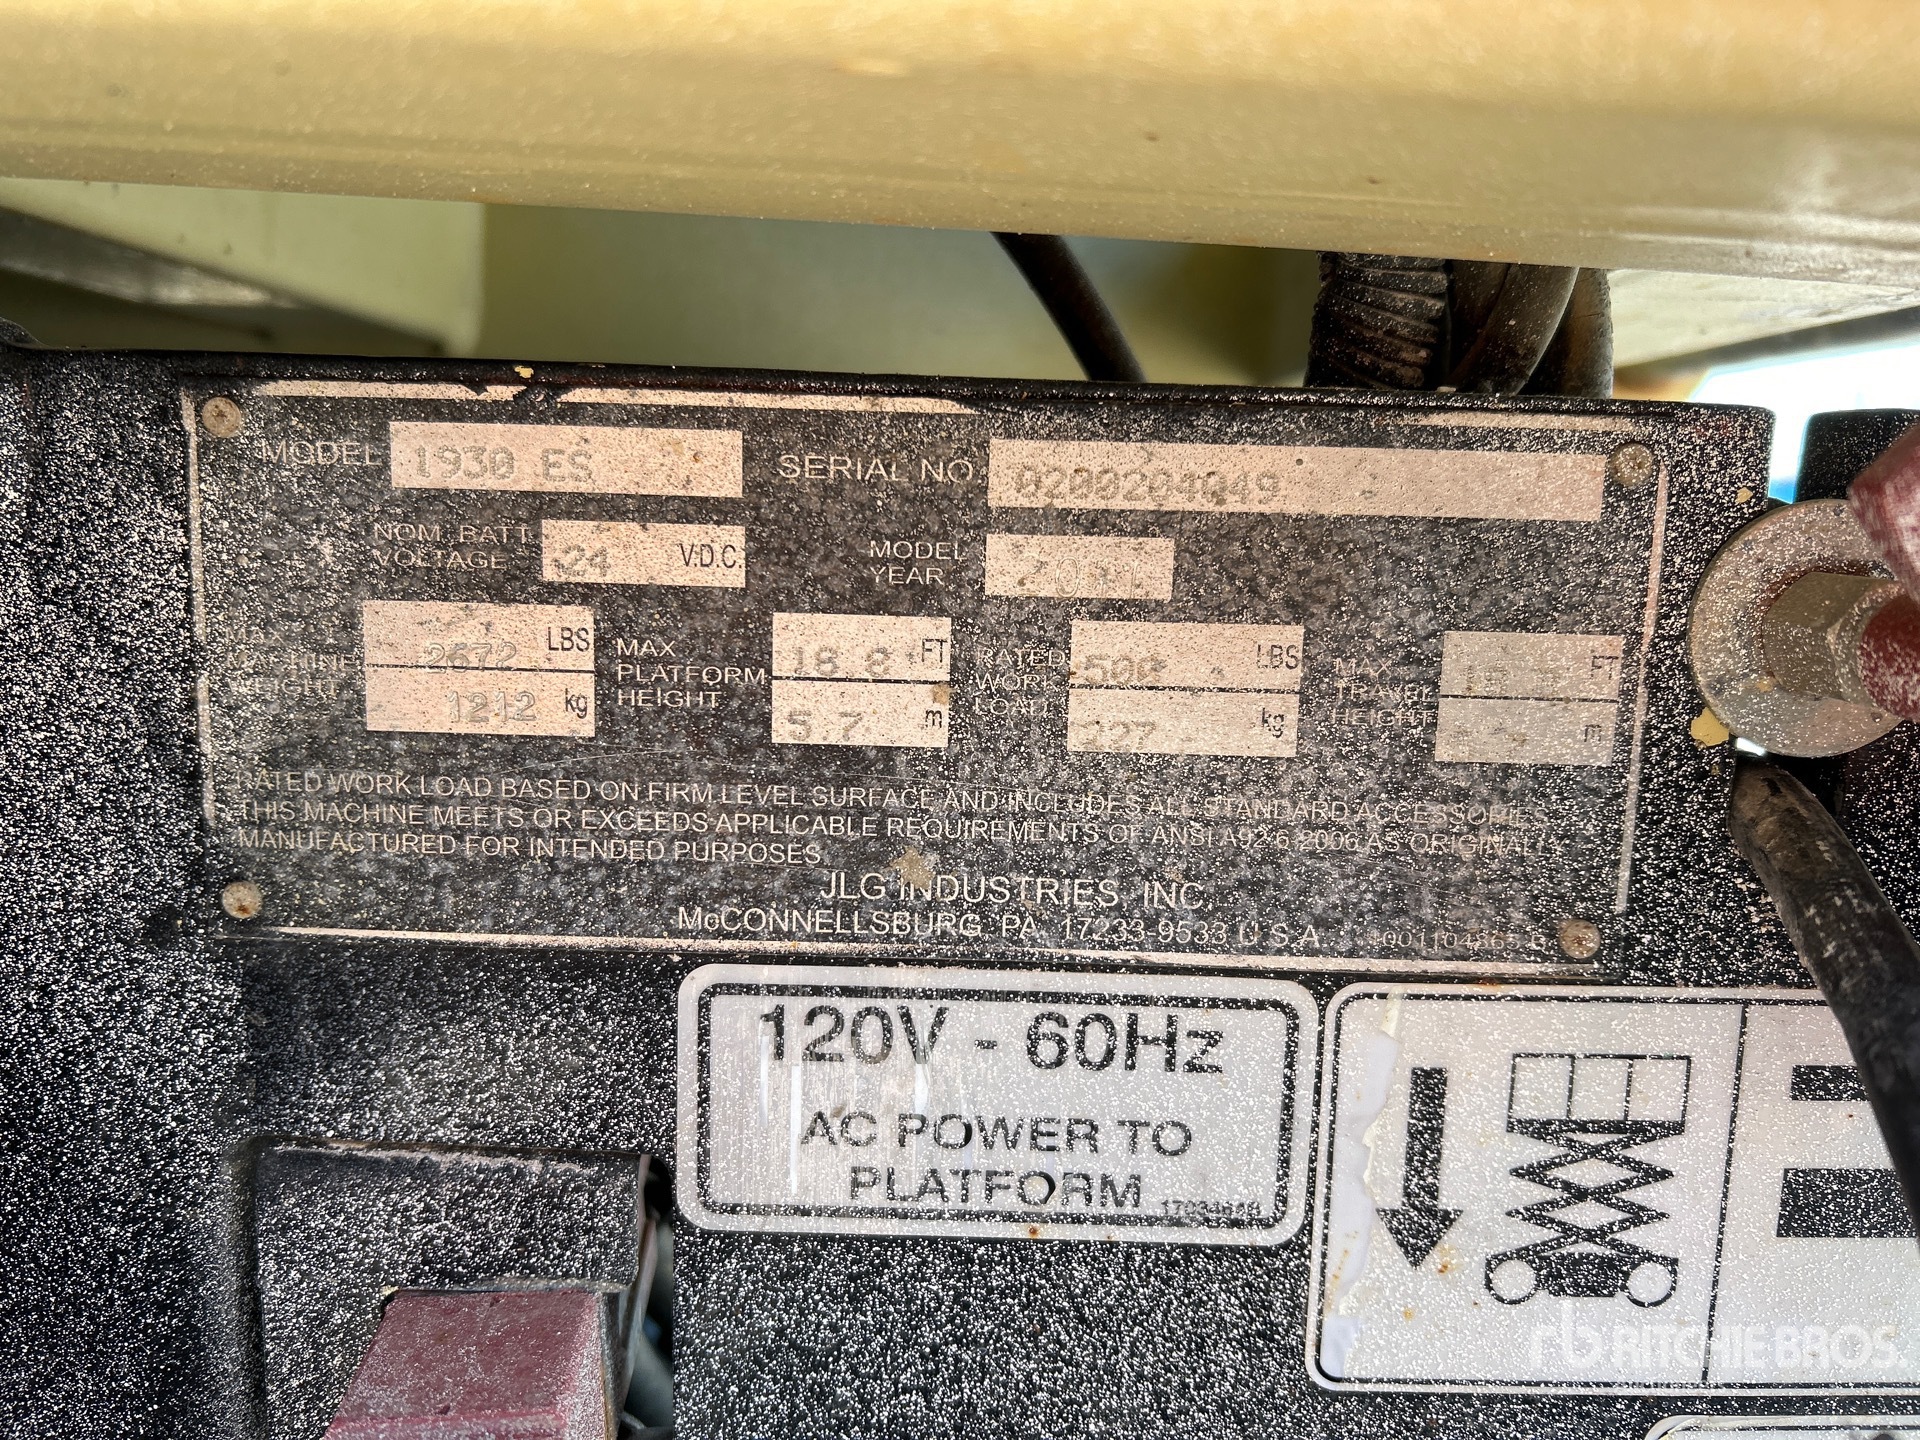 MODEL 1930 ES SERIAL NO 0200204049
NOM. BATT. VOLTAGE 24 V.D.C. MODEL YEAR 2011
MAX MACHINE WEIGHT 2672 LBS 1212 kg
MAX PLATFORM HEIGHT 18.8 FT 5.7 m
RATED WORK LOAD 500 LBS 227 kg
MAX TRAVEL HEIGHT FT m
RATED WORK LOAD BASED ON FIRM LEVEL SURFACE AND INCLUDES ALL STANDARD ACCESSORIES.
THIS MACHINE MEETS OR EXCEEDS APPLICABLE REQUIREMENTS OF ANSI A92.6-2006 AS ORIGINALLY
MANUFACTURED FOR INTENDED PURPOSES
JLG INDUSTRIES, INC.
McCONNELLSBURG, PA. 17233-9533 U.S.A.
1001104865 B
120V - 60Hz
AC POWER TO
PLATFORM
rb RITCHIE BROS.